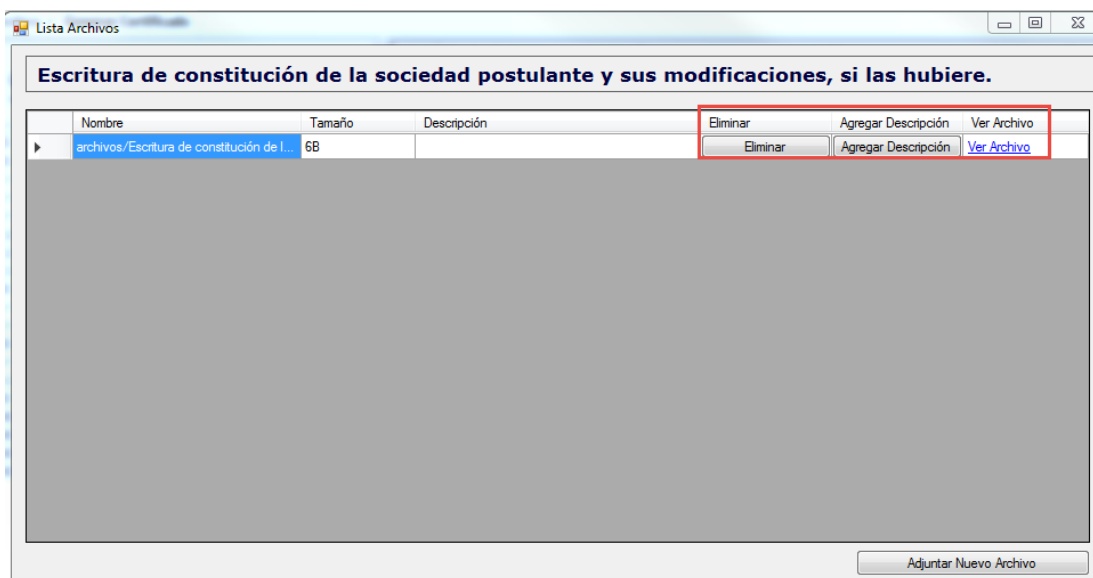 Lista Archivos
Escritura de constitución de la sociedad postulante y sus modificaciones, si las hubiere.
Nombre Tamaño Descripción Eliminar Agregar Descripción Ver Archivo
archivos/Escritura de constitución de l... 6B Eliminar Agregar Descripción Ver Archivo
Adjuntar Nuevo Archivo